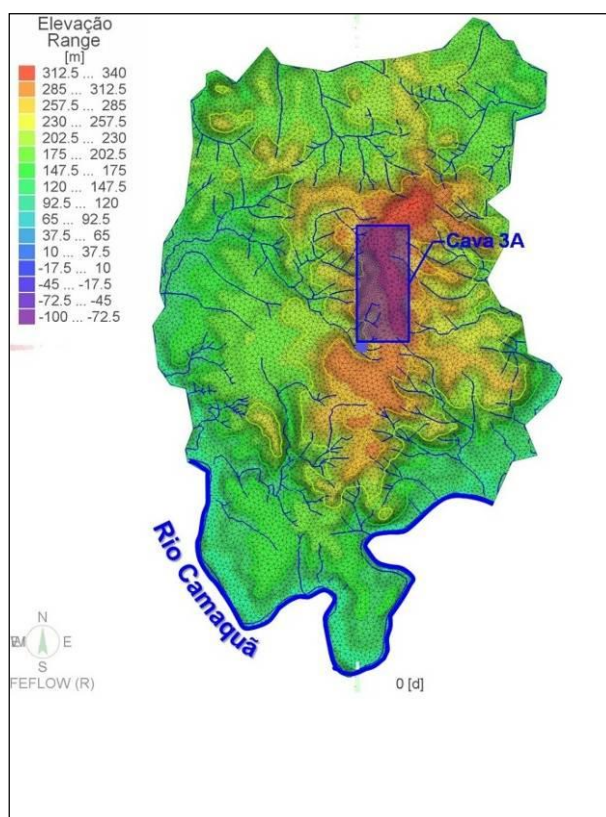 Elevação
Range
[m]
312.5 ... 340
285 ... 312.5
257.5 ... 285
230 ... 257.5
202.5 ... 230
175 ... 202.5
147.5 ... 175
120 ... 147.5
92.5 ... 120
65 ... 92.5
37.5 ... 65
10 ... 37.5
-17.5 ... 10
-45 ... -17.5
-72.5 ... -45
-100 ... -72.5
Cava 3A
Rio Camaquã
N
E
S
FEFLOW (R)
0 [d]